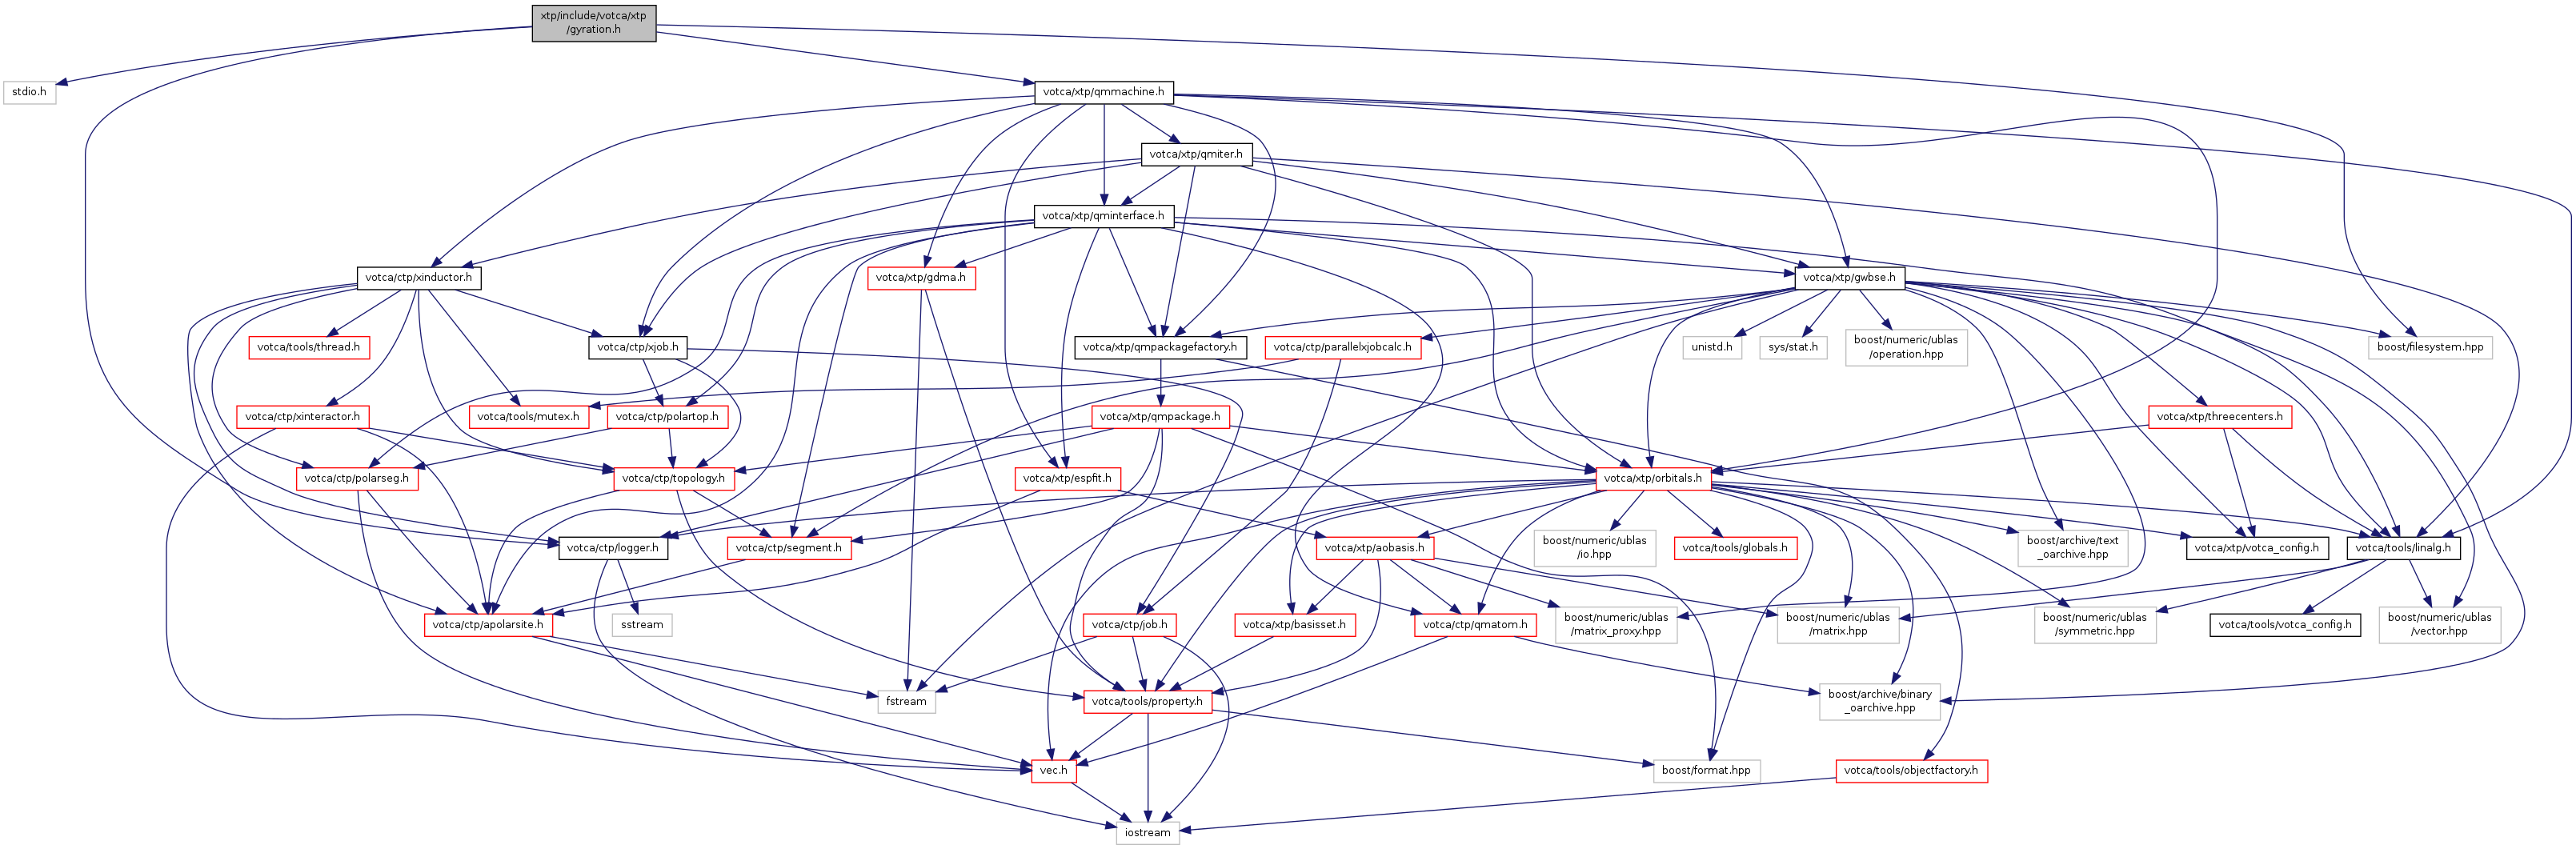 xtp/include/votca/xtp
/gyration.h
stdio.h
votca/xtp/qmmachine.h
votca/xtp/qmiter.h
votca/xtp/qminterface.h
votca/ctp/xinductor.h
votca/xtp/gdma.h
votca/xtp/gwbse.h
votca/tools/thread.h
votca/ctp/xjob.h
votca/xtp/qmpackagefactory.h
votca/ctp/parallelxjobcalc.h
unistd.h
sys/stat.h
boost/numeric/ublas
/operation.hpp
boost/filesystem.hpp
votca/ctp/xinteractor.h
votca/tools/mutex.h
votca/ctp/polartop.h
votca/xtp/qmpackage.h
votca/xtp/threecenters.h
votca/ctp/polarseg.h
votca/ctp/topology.h
votca/xtp/espfit.h
votca/xtp/orbitals.h
votca/ctp/logger.h
votca/ctp/segment.h
votca/xtp/aobasis.h
boost/numeric/ublas
/io.hpp
votca/tools/globals.h
boost/archive/text
_oarchive.hpp
votca/xtp/votca_config.h
votca/tools/linalg.h
votca/ctp/apolarsite.h
sstream
votca/ctp/job.h
votca/xtp/basisset.h
votca/ctp/qmatom.h
boost/numeric/ublas
/matrix_proxy.hpp
boost/numeric/ublas
/matrix.hpp
boost/numeric/ublas
/symmetric.hpp
votca/tools/votca_config.h
boost/numeric/ublas
/vector.hpp
fstream
votca/tools/property.h
boost/archive/binary
_oarchive.hpp
vec.h
boost/format.hpp
votca/tools/objectfactory.h
iostream